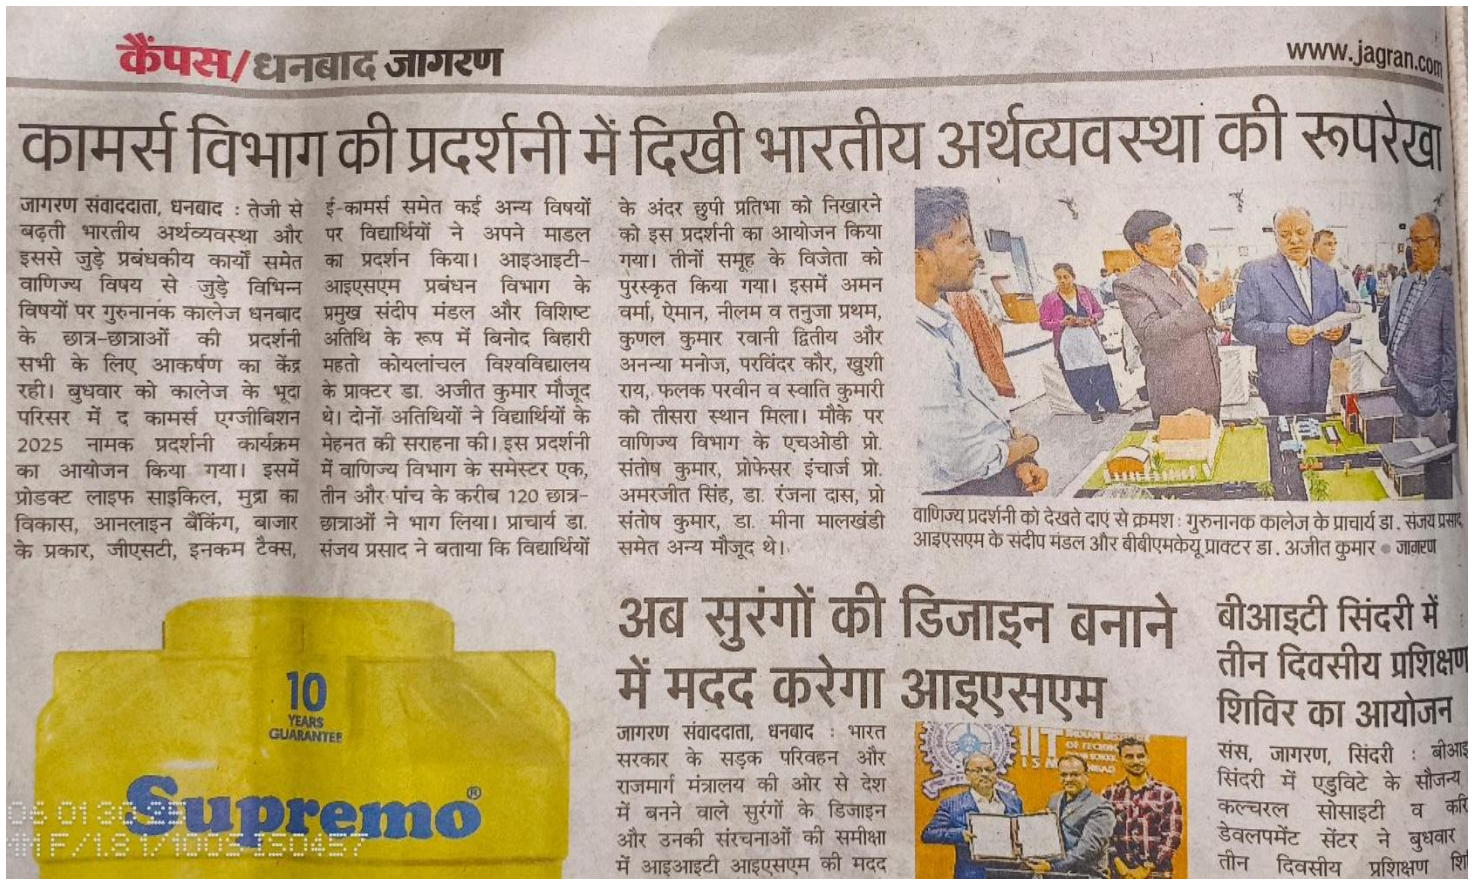 कैंपस/धनबाद जागरण
www.jagran.com
कामर्स विभाग की प्रदर्शनी में दिखी भारतीय अर्थव्यवस्था की रूपरेखा
जागरण संवाददाता, धनबाद : तेजी से
बढ़ती भारतीय अर्थव्यवस्था और
इससे जुड़े प्रबंधकीय कार्यों समेत
वाणिज्य विषय से जुड़े विभिन्न
विषयों पर गुरुनानक कालेज धनबाद
के छात्र-छात्राओं की प्रदर्शनी
सभी के लिए आकर्षण का केंद्र
रही। बुधवार को कालेज के भूदा
परिसर में द कामर्स एग्जीबिशन
2025 नामक प्रदर्शनी कार्यक्रम
का आयोजन किया गया। इसमें
प्रोडक्ट लाइफ साइकिल, मुद्रा का
विकास, आनलाइन बैंकिंग, बाजार
के प्रकार, जीएसटी, इनकम टैक्स,
ई-कामर्स समेत कई अन्य विषयों
पर विद्यार्थियों ने अपने माडल
का प्रदर्शन किया। आइआइटी-
आइएसएम प्रबंधन विभाग के
प्रमुख संदीप मंडल और विशिष्ट
अतिथि के रूप में बिनोद बिहारी
महतो कोयलांचल विश्वविद्यालय
के प्राक्टर डा. अजीत कुमार मौजूद
थे। दोनों अतिथियों ने विद्यार्थियों के
मेहनत की सराहना की। इस प्रदर्शनी
में वाणिज्य विभाग के समेस्टर एक,
तीन और पांच के करीब 120 छात्र-
छात्राओं ने भाग लिया। प्राचार्य डा.
संजय प्रसाद ने बताया कि विद्यार्थियों
के अंदर छुपी प्रतिभा को निखारने
को इस प्रदर्शनी का आयोजन किया
गया। तीनों समूह के विजेता को
पुरस्कृत किया गया। इसमें अमन
वर्मा, ऐमान, नीलम व तनुजा प्रथम,
कुणल कुमार रवानी द्वितीय और
अनन्या मनोज, परविंदर कौर, खुशी
राय, फलक परवीन व स्वाति कुमारी
को तीसरा स्थान मिला। मौके पर
वाणिज्य विभाग के एचओडी प्रो.
संतोष कुमार, प्रोफेसर इंचार्ज प्रो.
अमरजीत सिंह, डा. रंजना दास, प्रो
संतोष कुमार, डा. मीना मालखंडी
समेत अन्य मौजूद थे।
वाणिज्य प्रदर्शनी को देखते दाएं से क्रमश: गुरुनानक कालेज के प्राचार्य डा. संजय प्रसाद,
आइएसएम के संदीप मंडल और बीबीएमकेयू प्राक्टर डा. अजीत कुमार ● जागरण
10
YEARS
GUARANTEE
Supremo®
अब सुरंगों की डिजाइन बनाने
में मदद करेगा आइएसएम
जागरण संवाददाता, धनबाद : भारत
सरकार के सड़क परिवहन और
राजमार्ग मंत्रालय की ओर से देश
में बनने वाले सुरंगों के डिजाइन
और उनकी संरचनाओं की समीक्षा
में आइआइटी आइएसएम की मदद
बीआइटी सिंदरी में
तीन दिवसीय प्रशिक्षण
शिविर का आयोजन
संस, जागरण, सिंदरी : बीआइ
सिंदरी में एडुविटे के सौजन्य
कल्चरल सोसाइटी व करि
डेवलपमेंट सेंटर ने बुधवार
तीन दिवसीय प्रशिक्षण शि